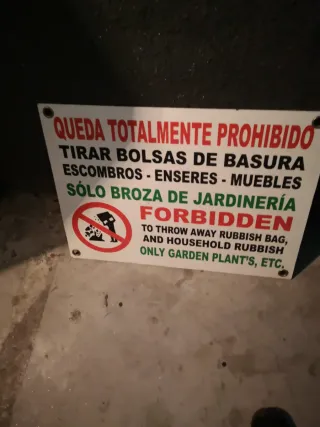 QUEDA TOTALMENTE PROHIBIDO
TIRAR BOLSAS DE BASURA
ESCOMBROS - ENSERES - MUEBLES
SÓLO BROZA DE JARDINERÍA
FORBIDDEN
TO THROW AWAY RUBBISH BAG,
AND HOUSEHOLD RUBBISH
ONLY GARDEN PLANT'S, ETC.